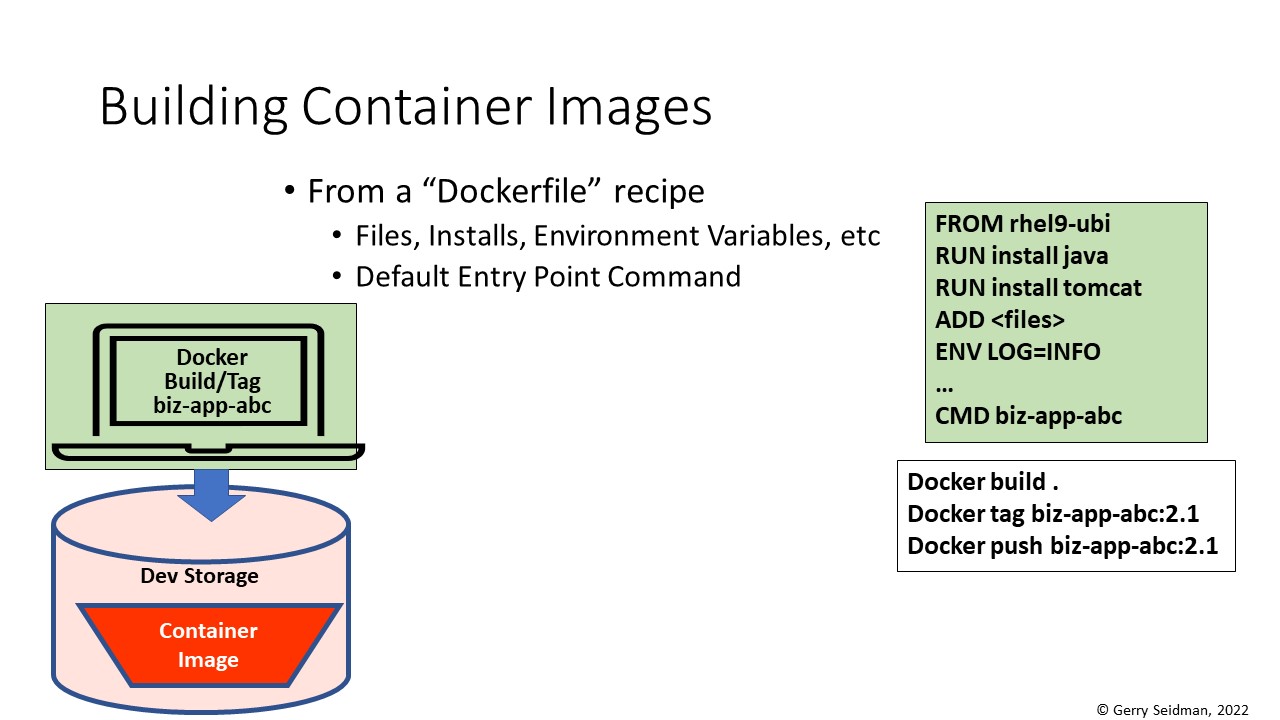 Building Container Images
• From a “Dockerfile” recipe
• Files, Installs, Environment Variables, etc
• Default Entry Point Command
FROM rhel9-ubi
RUN install java
RUN install tomcat
ADD <files>
ENV LOG=INFO
…
CMD biz-app-abc
Docker
Build/Tag
biz-app-abc
Docker build .
Docker tag biz-app-abc:2.1
Docker push biz-app-abc:2.1
Dev Storage
Container
Image
© Gerry Seidman, 2022